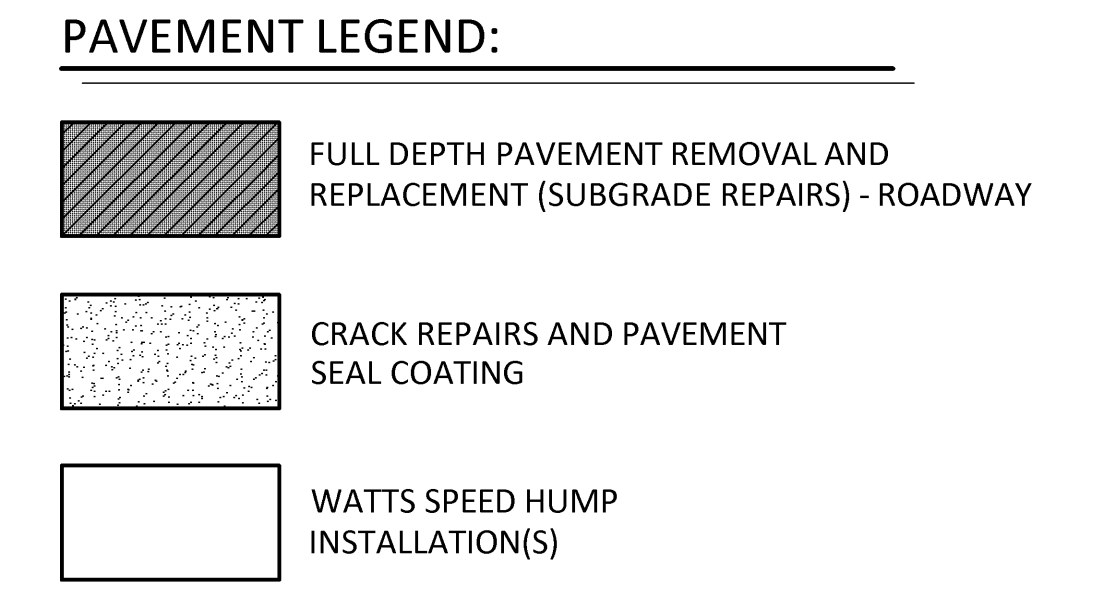 PAVEMENT LEGEND:
FULL DEPTH PAVEMENT REMOVAL AND
REPLACEMENT (SUBGRADE REPAIRS) - ROADWAY
CRACK REPAIRS AND PAVEMENT
SEAL COATING
WATTS SPEED HUMP
INSTALLATION(S)